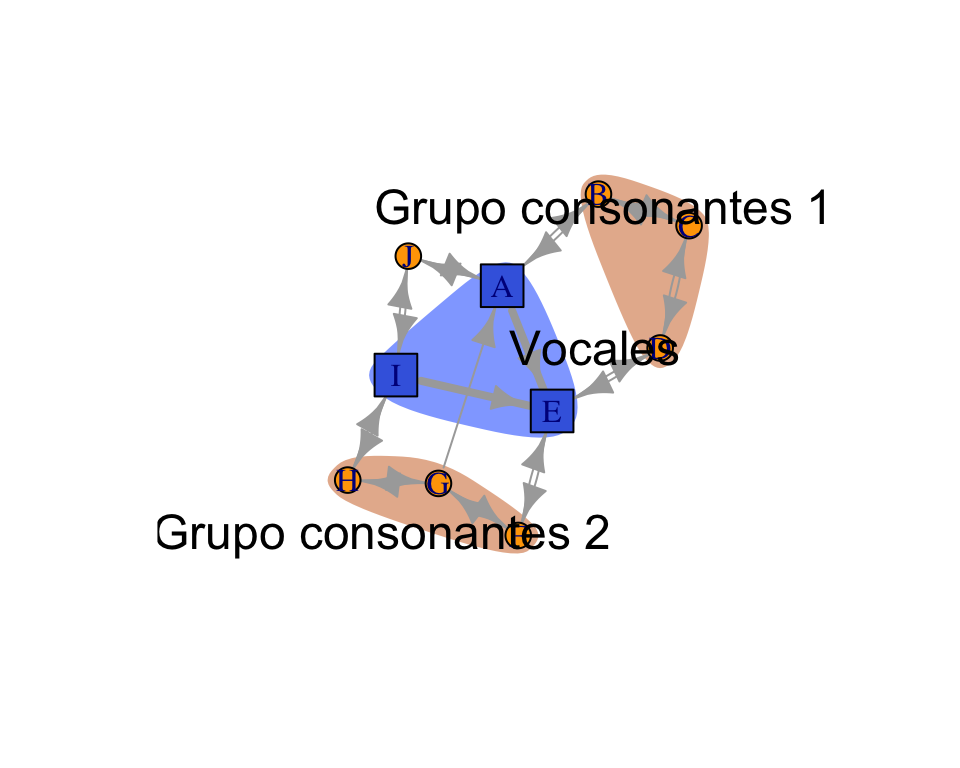 B
Grupo consonantes 1
C
J
A
Vocales
D
I
E
H
G
Grupo consonantes 2